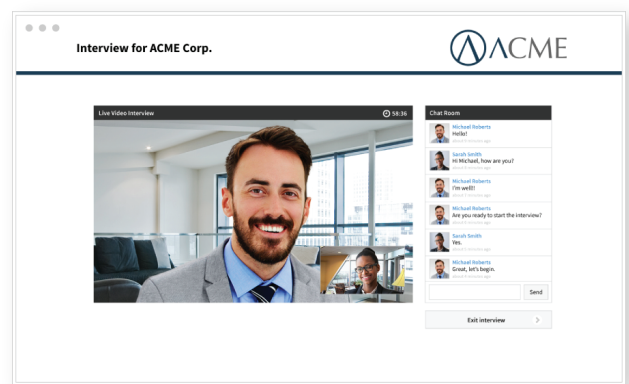 Interview for ACME Corp.
ACME
Live Video Interview
58:36
Chat Room
Michael Roberts
Hello!
Sarah Smith
Hi Michael, how are you?
Michael Roberts
I'm well!!
Michael Roberts
Are you ready to start the interview?
Sarah Smith
Yes.
Michael Roberts
Great, let's begin.
Send
Exit interview